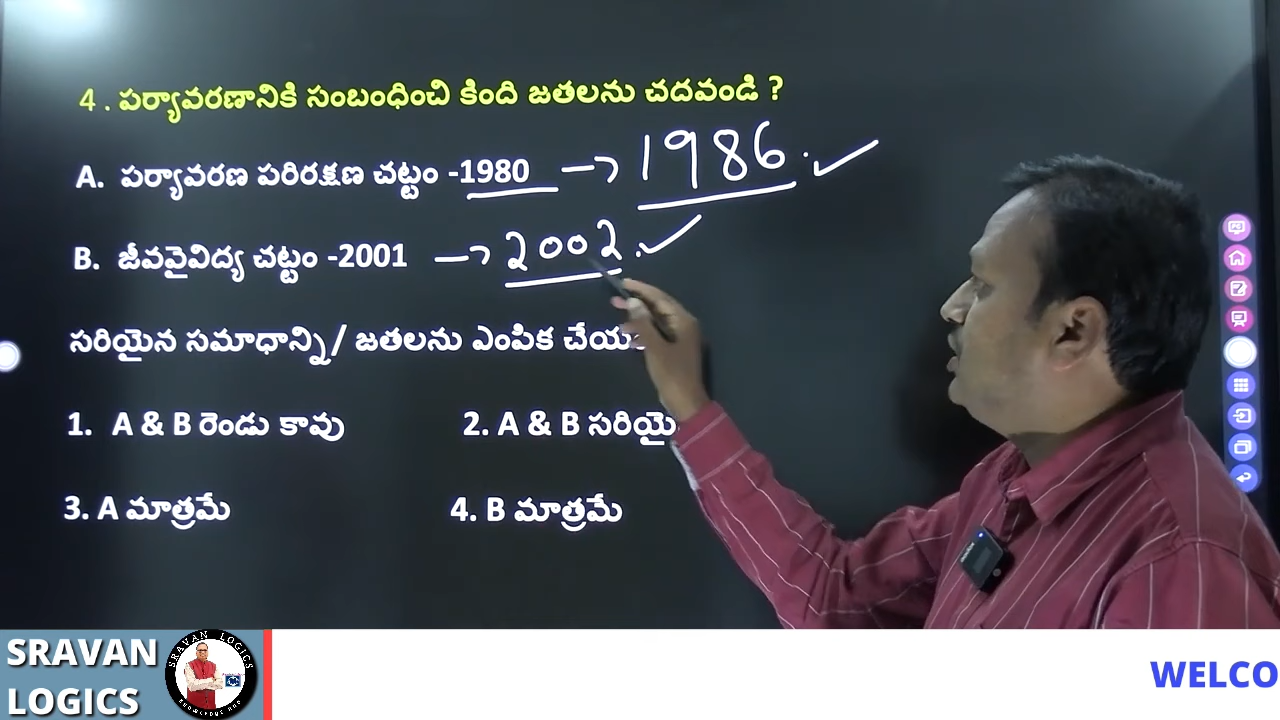 4 . పర్యావరణానికి సంబంధించి కింది జతలను చదవండి ?
A. పర్యావరణ పరిరక్షణ చట్టం -1980 → 1986.
B. జీవవైవిద్య చట్టం -2001 → 2002.
సరియైన సమాధాన్ని/ జతలను ఎంపిక
1. A & B రెండు కావు 2. A & B
3. A మాత్రమే 4. B మాత్రమే
SRAVAN
LOGICS
SRAVAN LOGICS
WELCO